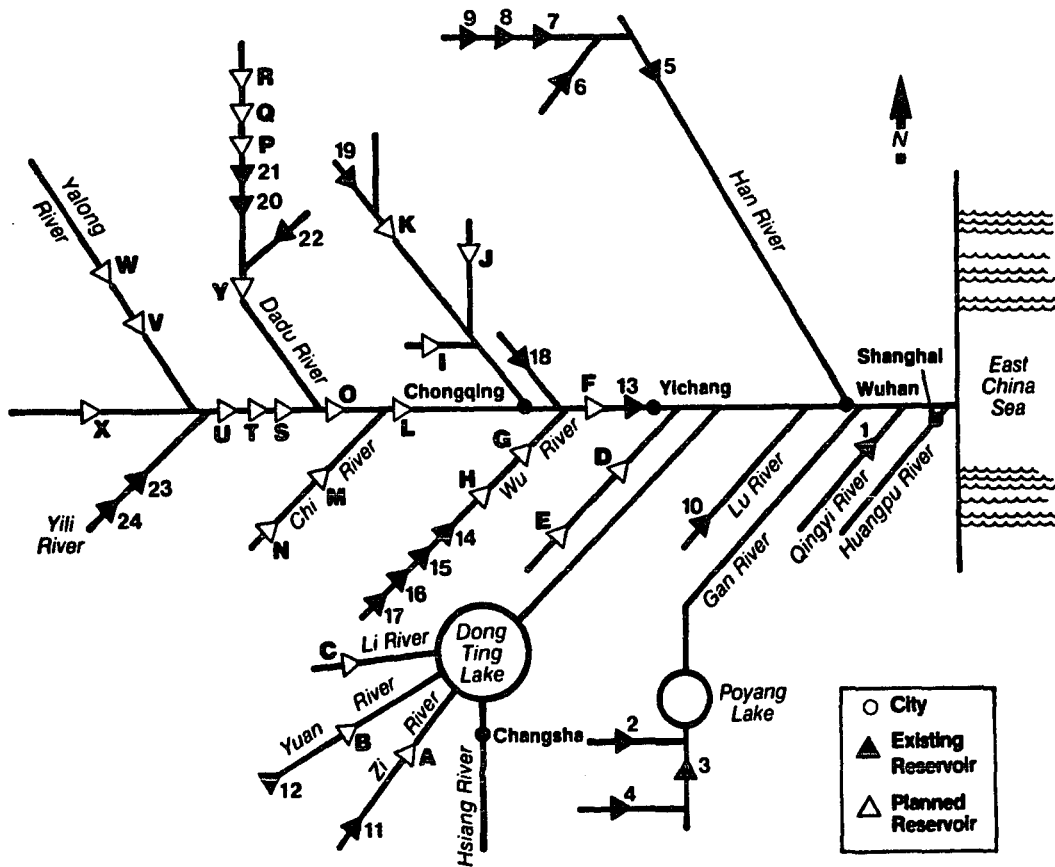 9
8
7
5
6
N
R
Q
P
21
20
22
Y
Dadu River
Yalong
River
W
V
19
K
J
I
18
Han River
X
U
T
S
O
L
Chongqing
F
13
Yichang
Shanghai
Wuhan
East
China
Sea
23
24
Yili
River
Chi River
M
N
G
H
Wu River
14
15
16
17
D
E
10
Lu River
Gan River
1
Qingyi River
Huangpu River
C
Li River
Dong
Ting
Lake
Yuan River
B
12
Zi River
A
11
Changsha
Hsiang River
Poyang
Lake
2
3
4
City
Existing
Reservoir
Planned
Reservoir